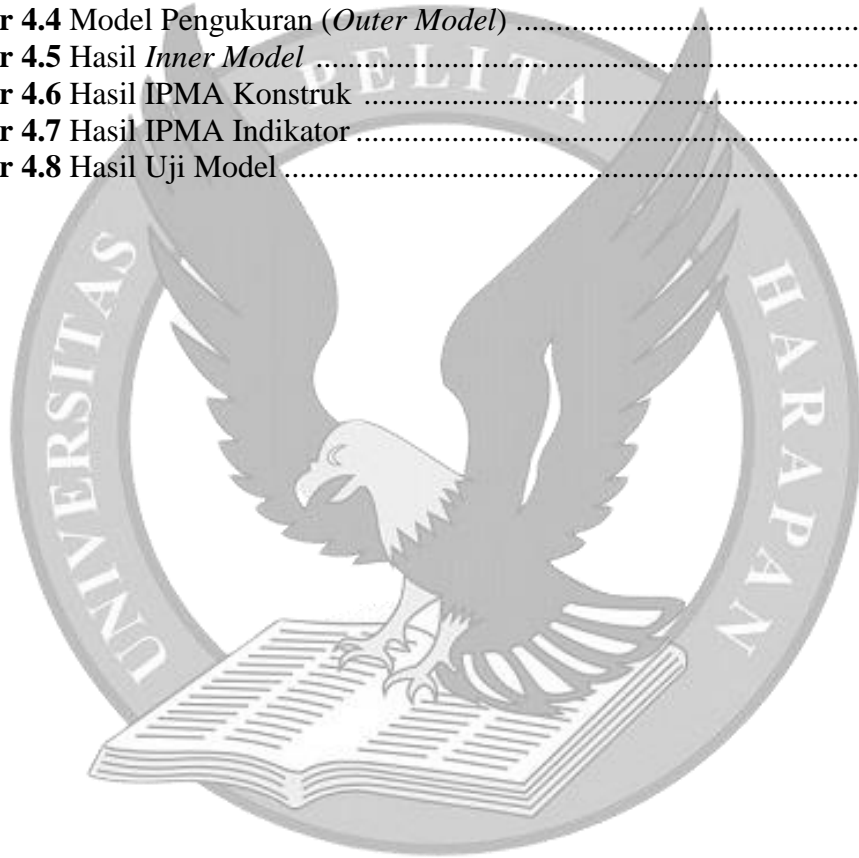 r 4.4 Model Pengukuran (Outer Model) ..........................................
r 4.5 Hasil Inner Model ....................................................................
r 4.6 Hasil IPMA Konstruk ..............................................................
r 4.7 Hasil IPMA Indikator ...............................................................
r 4.8 Hasil Uji Model .........................................................................
UNIVERSITAS PELITA HARAPAN